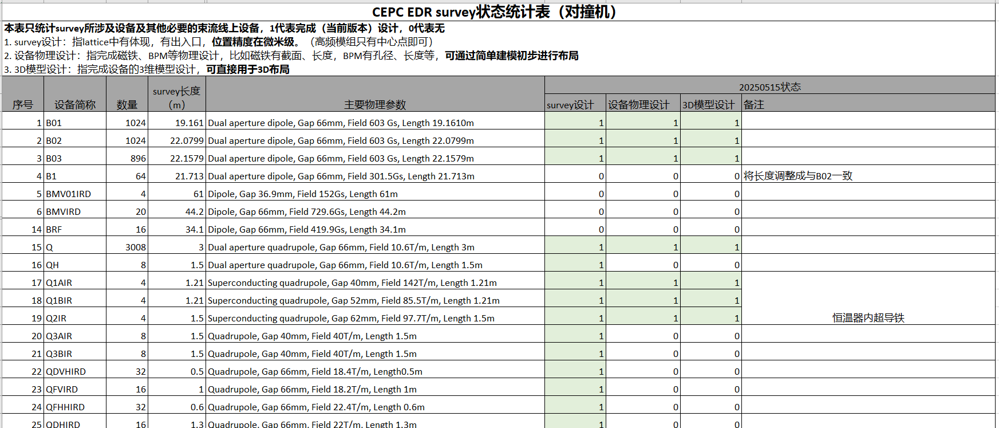 CEPC EDR survey状态统计表（对撞机）
本表只统计survey所涉及设备及其他必要的束流线上设备，1代表完成（当前版本）设计，0代表无
1. survey设计：指lattice中有体现，有出入口，位置精度在微米级。（高频模组只有中心点即可）
2. 设备物理设计：指完成磁铁、BPM等物理设计，比如磁铁有截面、长度，BPM有孔径、长度等，可通过简单建模初步进行布局
3. 3D模型设计：指完成设备的3维模型设计，可直接用于3D布局
序号 设备简称 数量 survey长度（m） 主要物理参数 20250515状态
survey设计 设备物理设计 3D模型设计 备注
1 B01 1024 19.161 Dual aperture dipole, Gap 66mm, Field 603 Gs, Length 19.1610m 1 1 1
2 B02 1024 22.0799 Dual aperture dipole, Gap 66mm, Field 603 Gs, Length 22.0799m 1 1 1
3 B03 896 22.1579 Dual aperture dipole, Gap 66mm, Field 603 Gs, Length 22.1579m 1 1 1
4 B1 64 21.713 Dual aperture dipole, Gap 66mm, Field 301.5Gs, Length 21.713m 0 0 0 将长度调整成与B02一致
5 BMV01IRD 4 61 Dipole, Gap 36.9mm, Field 152Gs, Length 61m 0 0 0
6 BMVIRD 20 44.2 Dipole, Gap 66mm, Field 729.6Gs, Length 44.2m 0 0 0
14 BRF 16 34.1 Dipole, Gap 66mm, Field 419.9Gs, Length 34.1m 0 0 0
15 Q 3008 3 Dual aperture quadrupole, Gap 66mm, Field 10.6T/m, Length 3m 1 1 1
16 QH 8 1.5 Dual aperture quadrupole, Gap 66mm, Field 10.6T/m, Length 1.5m 1 0 0
17 Q1AIR 4 1.21 Superconducting quadrupole, Gap 40mm, Field 142T/m, Length 1.21m 1 1 1
18 Q1BIR 4 1.21 Superconducting quadrupole, Gap 52mm, Field 85.5T/m, Length 1.21m 1 1 1
19 Q2IR 4 1.5 Superconducting quadrupole, Gap 62mm, Field 97.7T/m, Length 1.5m 1 1 1 恒温器内超导铁
20 Q3AIR 8 1.5 Quadrupole, Gap 40mm, Field 40T/m, Length 1.5m 1 0 0
21 Q3BIR 8 1.5 Quadrupole, Gap 40mm, Field 40T/m, Length 1.5m 1 0 0
22 QDVHIRD 32 0.5 Quadrupole, Gap 66mm, Field 18.4T/m, Length0.5m 1 0 0
23 QFVIRD 16 1 Quadrupole, Gap 66mm, Field 18.2T/m, Length 1m 1 0 0
24 QFHHIRD 32 0.6 Quadrupole, Gap 66mm, Field 22.4T/m, Length 0.6m 1 0 0
25 QDHIRD 16 1.3 Quadrupole, Gap 66mm, Field 22T/m, Length 1.3m 1 0 0